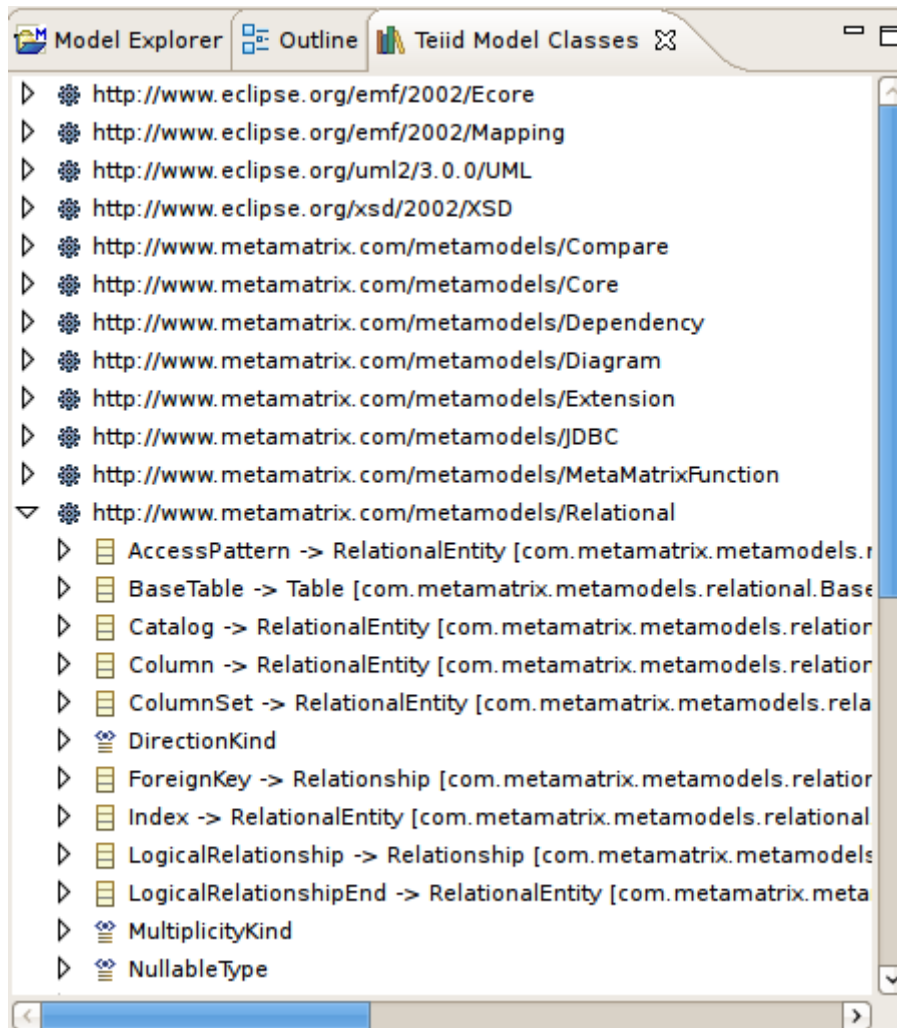 Model Explorer Outline Teiid Model Classes
http://www.eclipse.org/emf/2002/Ecore
http://www.eclipse.org/emf/2002/Mapping
http://www.eclipse.org/uml2/3.0.0/UML
http://www.eclipse.org/xsd/2002/XSD
http://www.metamatrix.com/metamodels/Compare
http://www.metamatrix.com/metamodels/Core
http://www.metamatrix.com/metamodels/Dependency
http://www.metamatrix.com/metamodels/Diagram
http://www.metamatrix.com/metamodels/Extension
http://www.metamatrix.com/metamodels/JDBC
http://www.metamatrix.com/metamodels/MetaMatrixFunction
http://www.metamatrix.com/metamodels/Relational
AccessPattern -> RelationalEntity [com.metamatrix.metamodels.r
BaseTable -> Table [com.metamatrix.metamodels.relational.Base
Catalog -> RelationalEntity [com.metamatrix.metamodels.relation
Column -> RelationalEntity [com.metamatrix.metamodels.relation
ColumnSet -> RelationalEntity [com.metamatrix.metamodels.rela
DirectionKind
ForeignKey -> Relationship [com.metamatrix.metamodels.relation
Index -> RelationalEntity [com.metamatrix.metamodels.relational
LogicalRelationship -> Relationship [com.metamatrix.metamodels
LogicalRelationshipEnd -> RelationalEntity [com.metamatrix.meta
MultiplicityKind
NullableType